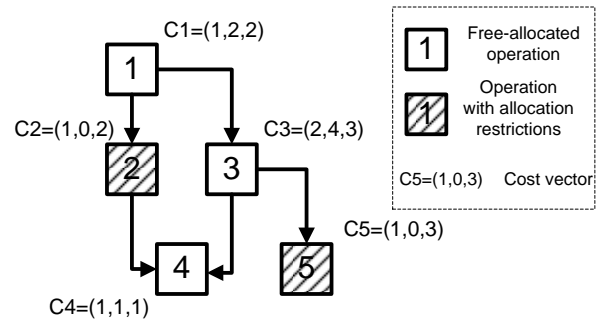 C1=(1,2,2)
1
C2=(1,0,2)
C3=(2,4,3)
2
3
C5=(1,0,3)
4
5
C4=(1,1,1)
1
Free-allocated
operation
1
Operation
with allocation
restrictions
C5=(1,0,3) Cost vector